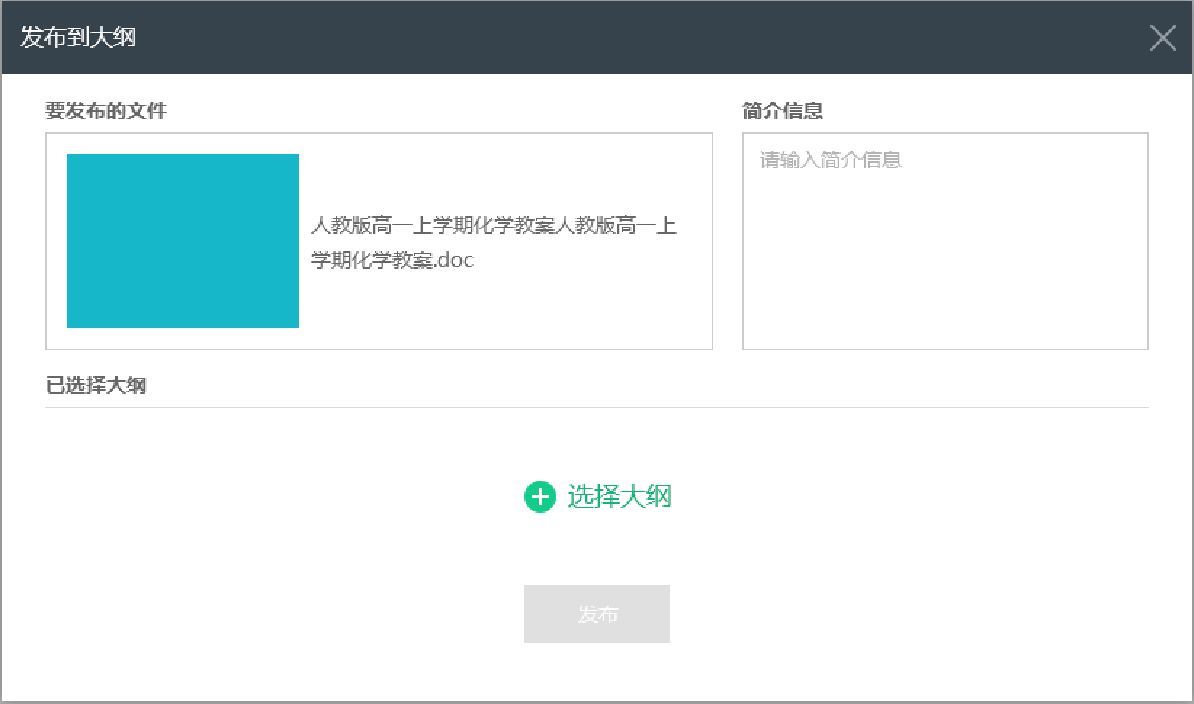 发布到大纲
要发布的文件
简介信息
人教版高一上学期化学教案人教版高一上
学期化学教案.doc
请输入简介信息
已选择大纲
选择大纲
发布